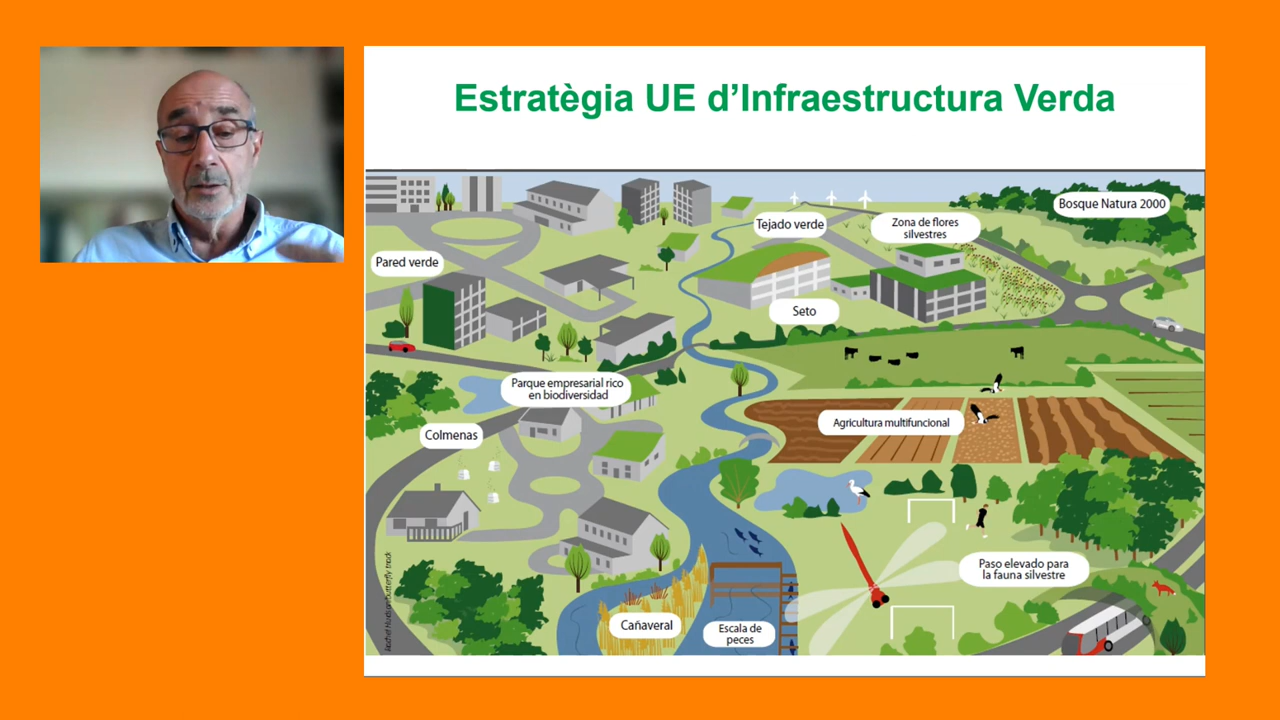 Estratègia UE d’Infraestructura Verda
Bosque Natura 2000
Tejado verde
Zona de flores
silvestres
Pared verde
Seto
Parque empresarial rico
en biodiversidad
Agricultura multifuncional
Colmenas
Paso elevado para
la fauna silvestre
Cañaveral
Escala de
peces